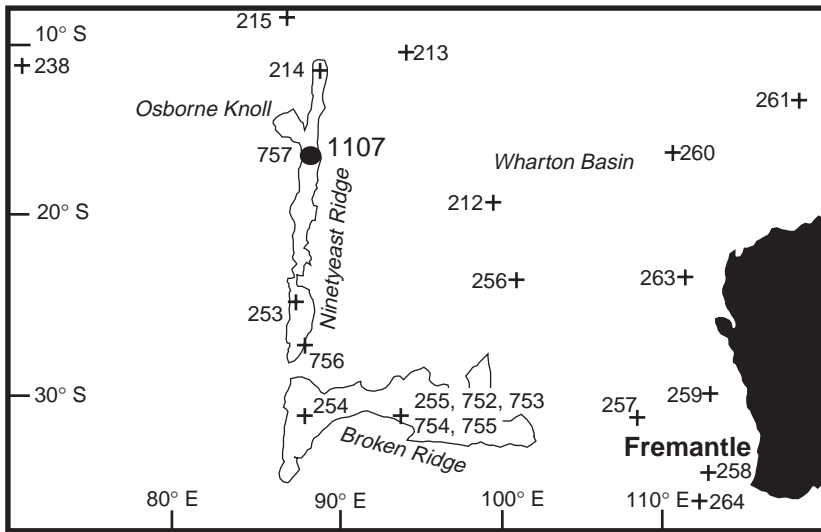 215
10° S
238
214
213
Osborne Knoll
261
757
1107
260
Wharton Basin
212
20° S
Ninetyeast Ridge
256
263
253
756
30° S
254
255, 752, 753
754, 755
257
259
Broken Ridge
Fremantle
258
264
80° E
90° E
100° E
110° E